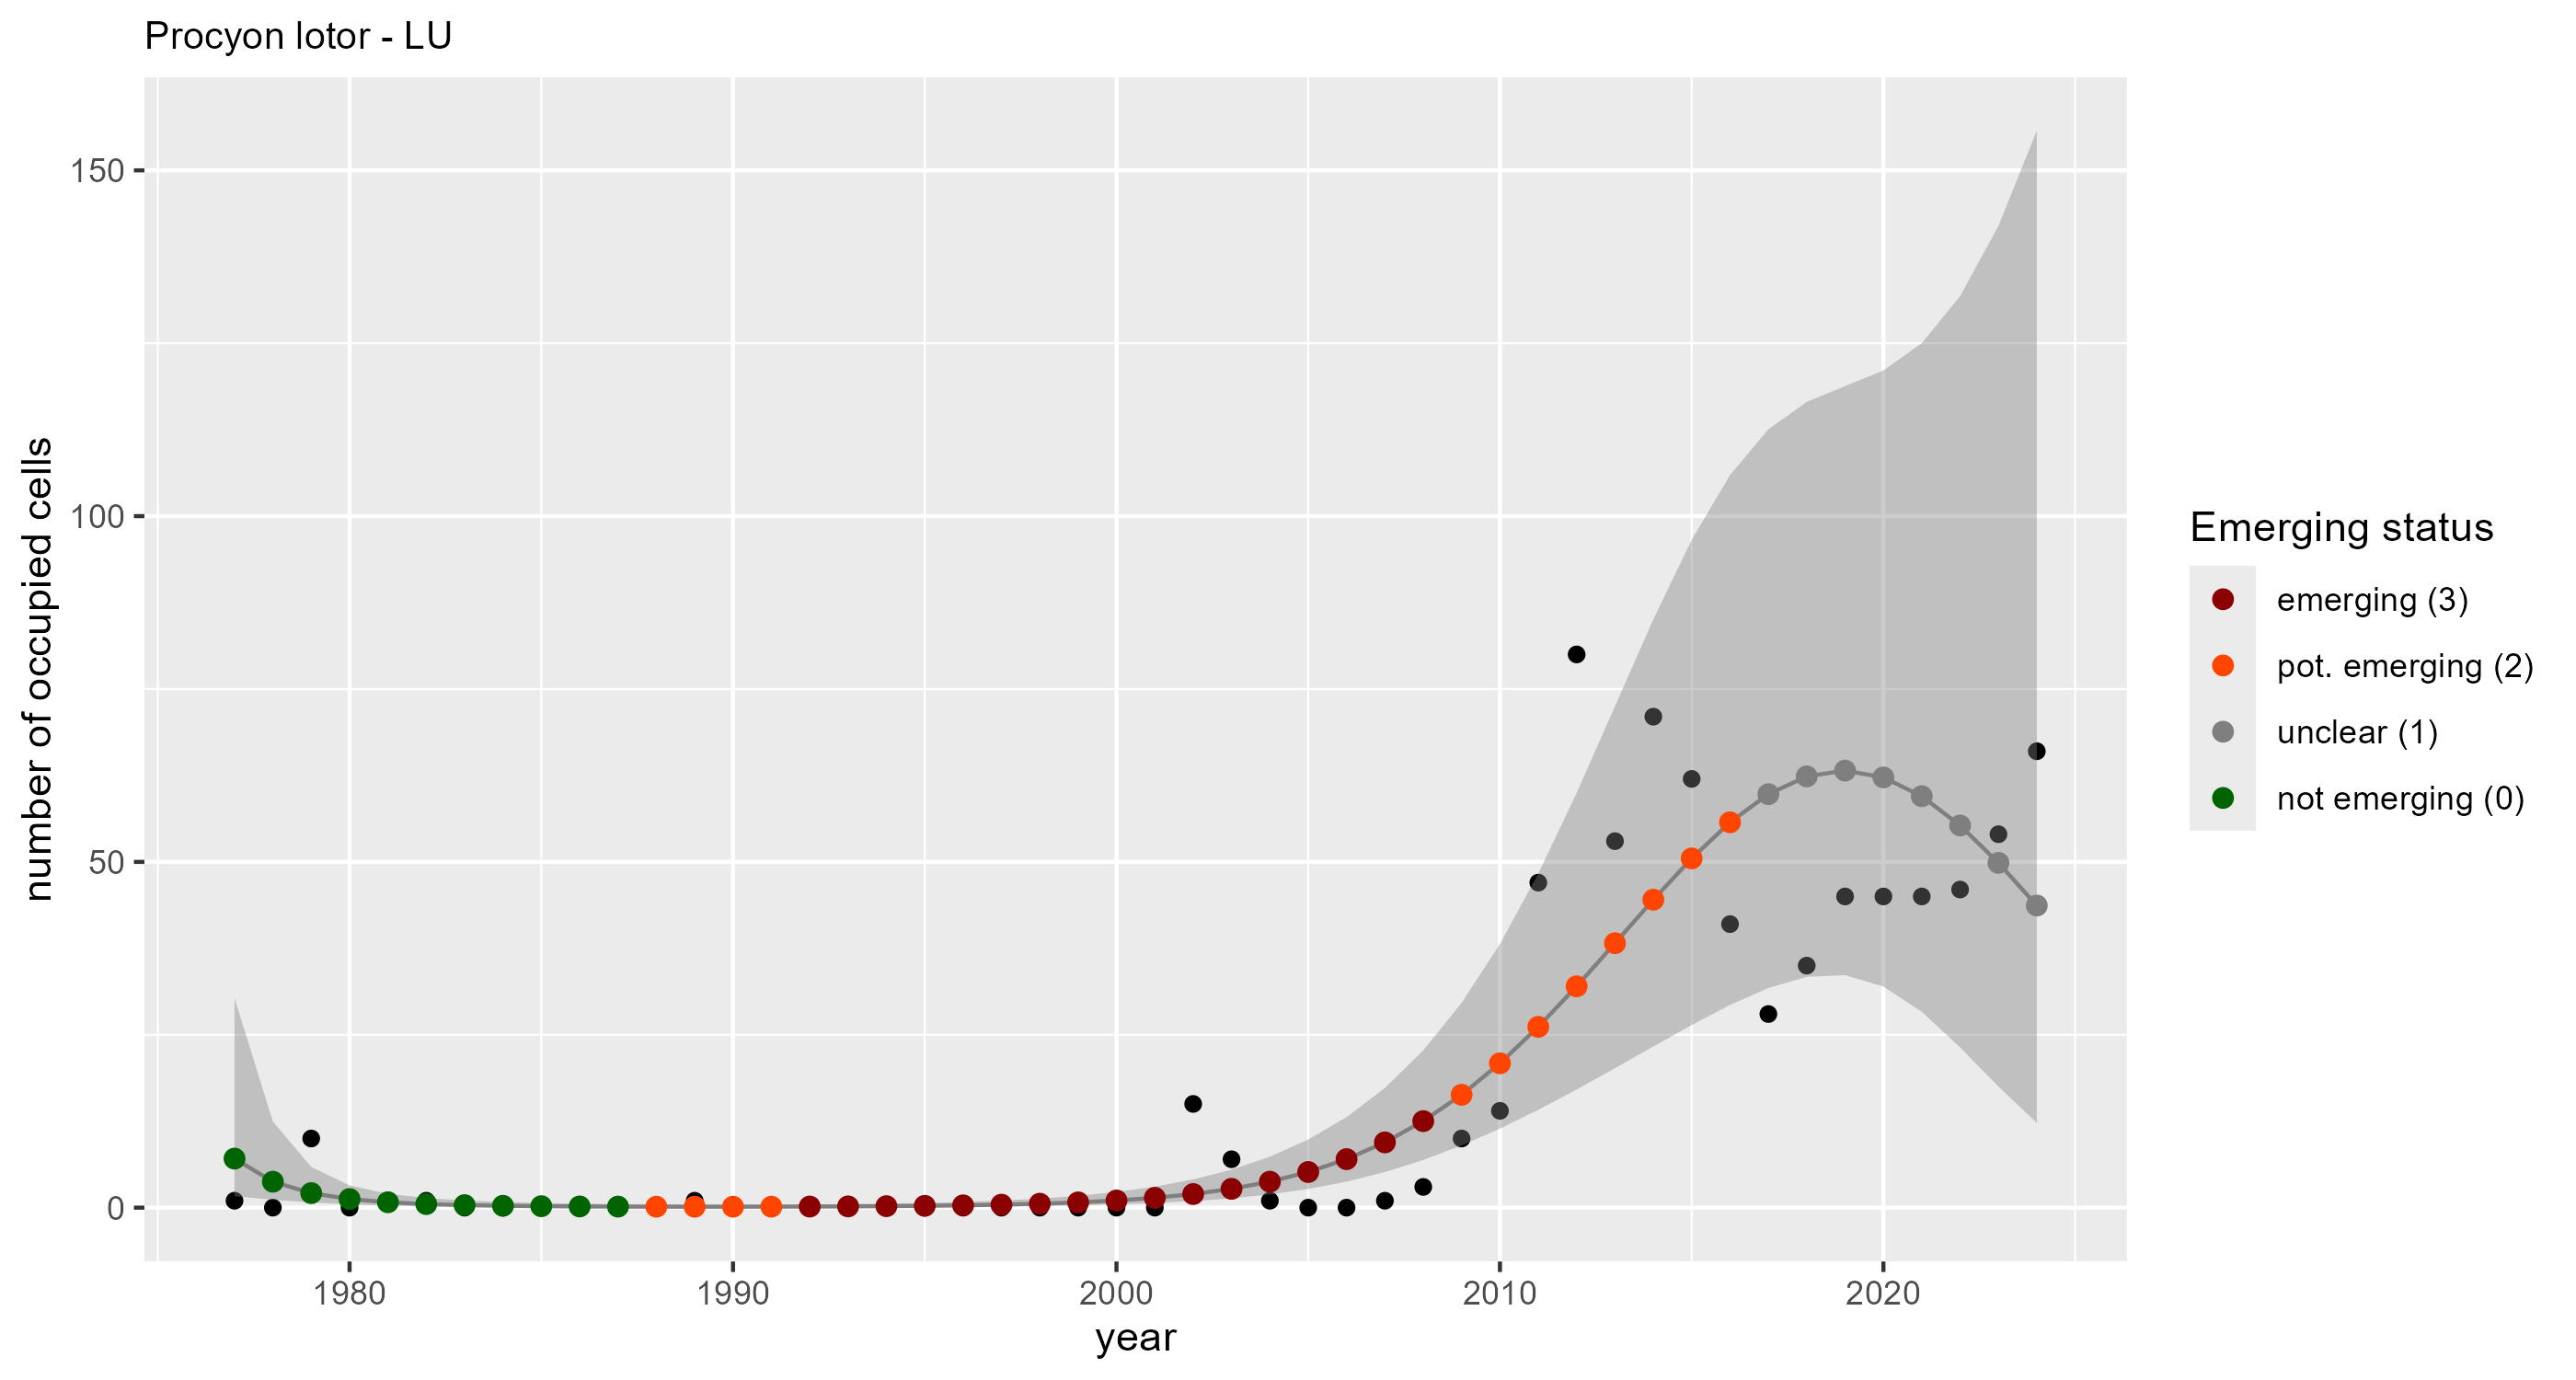 Procyon lotor - LU
150
100
50
0
number of occupied cells
1980
1990
2000
2010
2020
year
Emerging status
emerging (3)
pot. emerging (2)
unclear (1)
not emerging (0)